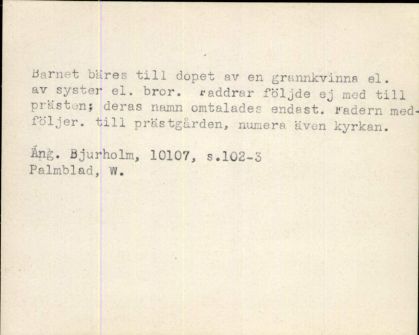 Barnet bäres till dopet av en grannkvinna el.
av syster el. bror. Faddrar följde ej med till
prästen; deras namn omtalades endast. Fadern med-
följer. till prästgården, numera även kyrkan.
Ång. Bjurholm, 10107, s.102-3
Palmblad, W.